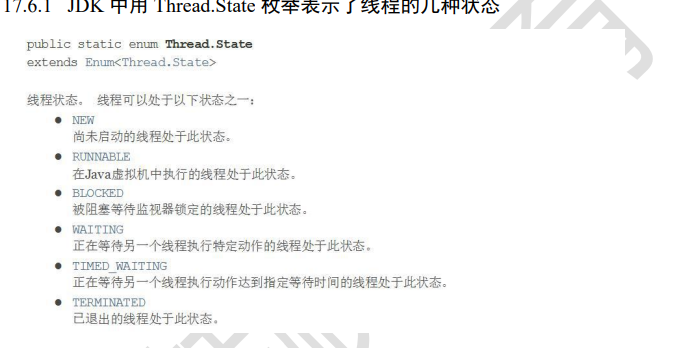 17.6.1 JDK 中用 Thread.State 枚举表示了线程的几种状态
public static enum Thread.State
extends Enum<Thread.State>
线程状态。 线程可以处于以下状态之一：
● NEW
尚未启动的线程处于此状态。
● RUNNABLE
在Java虚拟机中执行的线程处于此状态。
● BLOCKED
被阻塞等待监视器锁定的线程处于此状态。
● WAITING
正在等待另一个线程执行特定动作的线程处于此状态。
● TIMED_WAITING
正在等待另一个线程执行动作达到指定等待时间的线程处于此状态。
● TERMINATED
已退出的线程处于此状态。